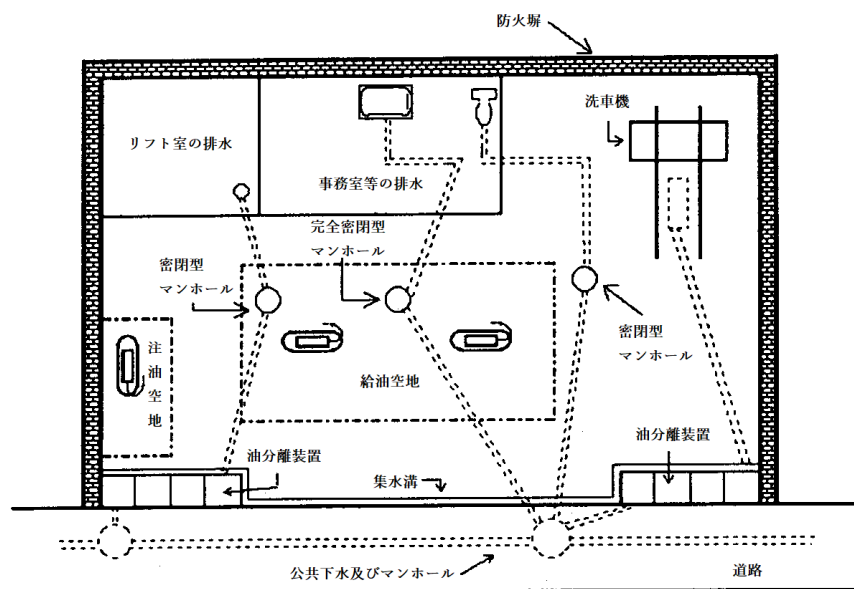 防火塀
洗車機
リフト室の排水
事務室等の排水
完全密閉型
マンホール
密閉型
マンホール
密閉型
マンホール
注油空地
給油空地
油分離装置
集水溝
油分離装置
公共下水及びマンホール
道路